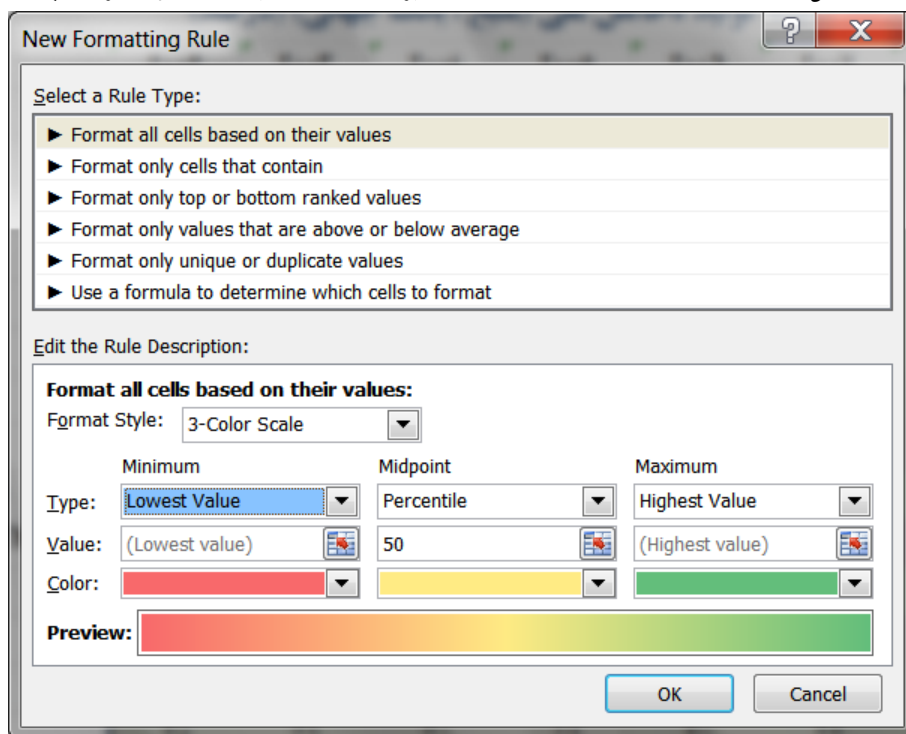 New Formatting Rule
Select a Rule Type:
► Format all cells based on their values
► Format only cells that contain
► Format only top or bottom ranked values
► Format only values that are above or below average
► Format only unique or duplicate values
► Use a formula to determine which cells to format
Edit the Rule Description:
Format all cells based on their values:
Format Style: 3-Color Scale
Minimum Midpoint Maximum
Type: Lowest Value Percentile Highest Value
Value: (Lowest value) 50 (Highest value)
Color:
Preview:
OK Cancel